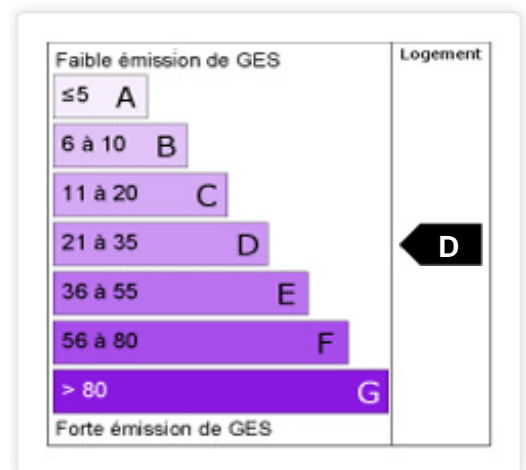 Faible émission de GES
Logement
≤5 A
6 à 10 B
11 à 20 C
21 à 35 D
D
36 à 55 E
56 à 80 F
> 80 G
Forte émission de GES